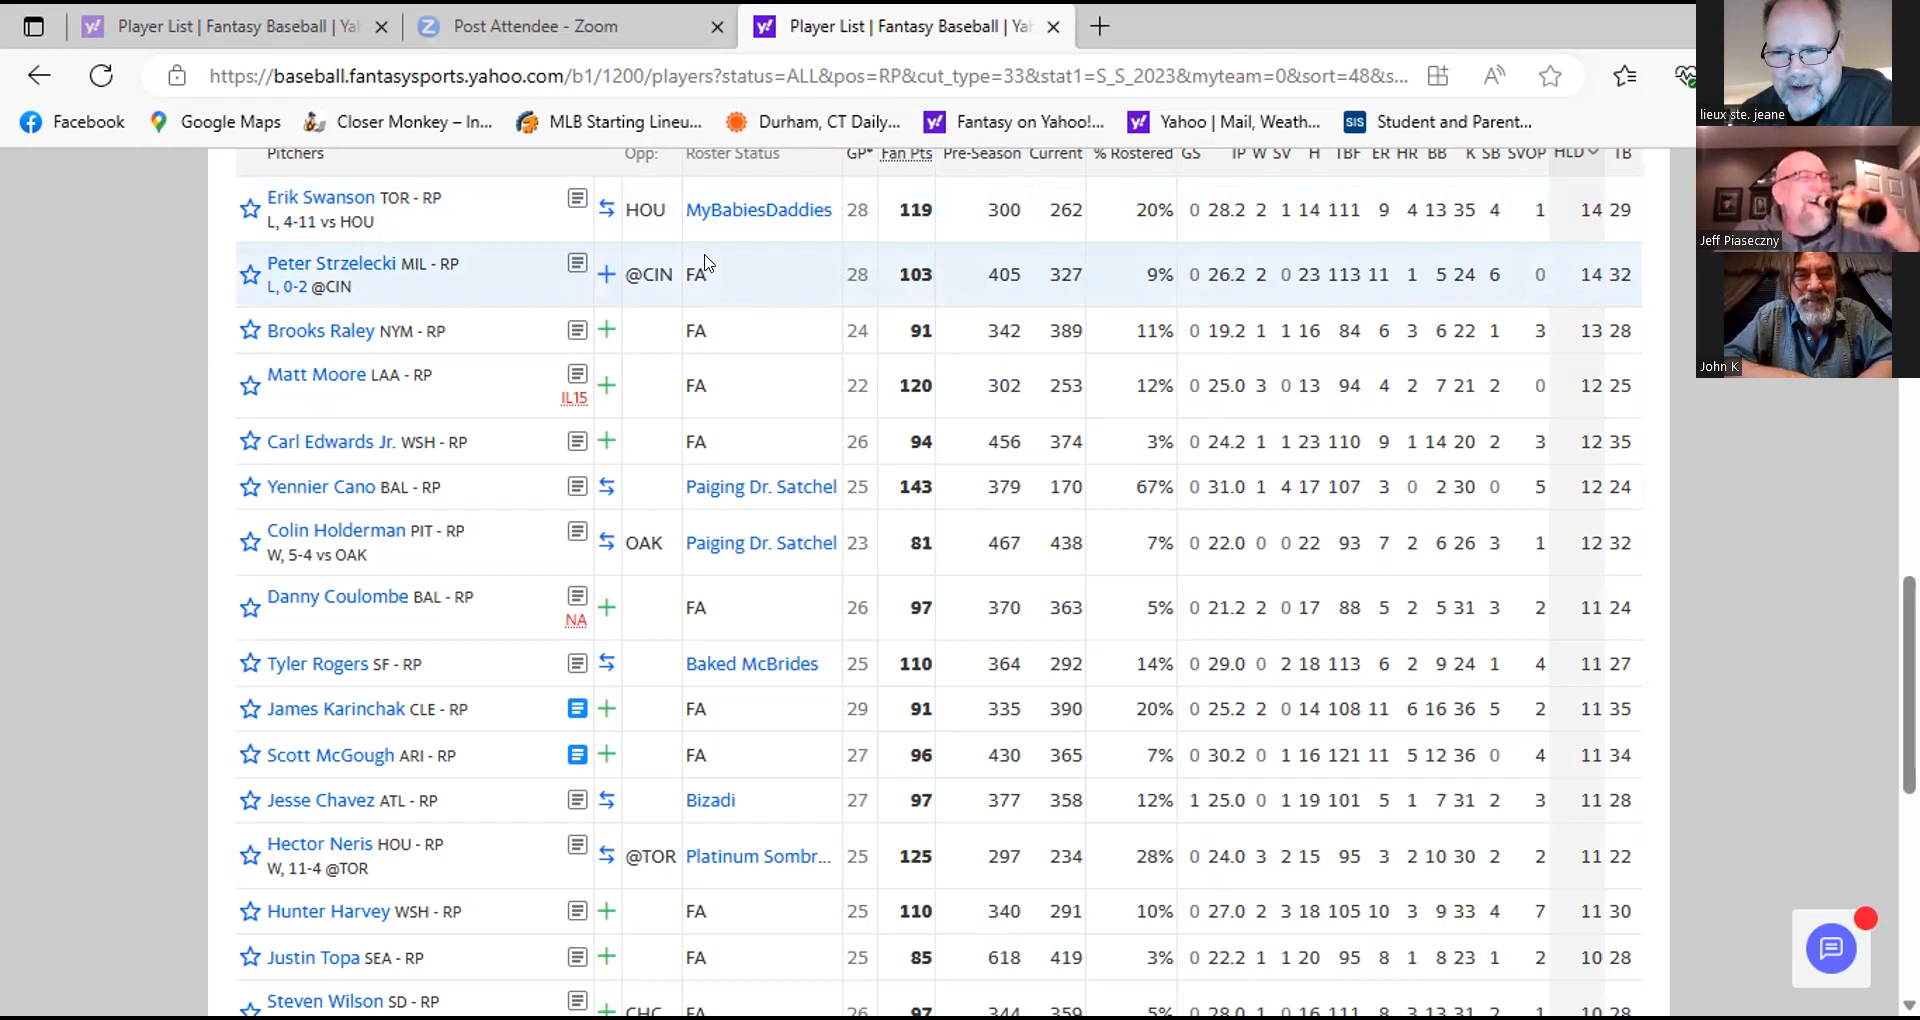 Player List | Fantasy Baseball | Ya
Post Attendee - Zoom
Player List | Fantasy Baseball | Ya
https://baseball.fantasysports.yahoo.com/b1/1200/players?status=ALL&pos=RP&cut_type=33&stat1=S_S_2023&myteam=0&sort=48&s...
Facebook Google Maps Closer Monkey – In... MLB Starting Lineu... Durham, CT Daily... Fantasy on Yahoo!... Yahoo | Mail, Weath... SIS Student and Parent...
Pitchers Opp: Roster Status GP* Fan Pts Pre-Season Current % Rostered GS IP W SV H TBF ER HR BB K SB SVOP HLD TB
Erik Swanson TOR - RP
L, 4-11 vs HOU
HOU MyBabiesDaddies 28 119 300 262 20% 0 28.2 2 1 14 111 9 4 13 35 4 1 14 29
Peter Strzelecki MIL - RP
L, 0-2 @CIN
@CIN FA 28 103 405 327 9% 0 26.2 2 0 23 113 11 1 5 24 6 0 14 32
Brooks Raley NYM - RP FA 24 91 342 389 11% 0 19.2 1 1 16 84 6 3 6 22 1 3 13 28
Matt Moore LAA - RP
IL15
FA 22 120 302 253 12% 0 25.0 3 0 13 94 4 2 7 21 2 0 12 25
Carl Edwards Jr. WSH - RP FA 26 94 456 374 3% 0 24.2 1 1 23 110 9 1 14 20 2 3 12 35
Yennier Cano BAL - RP Paiging Dr. Satchel 25 143 379 170 67% 0 31.0 1 4 17 107 3 0 2 30 0 5 12 24
Colin Holderman PIT - RP
W, 5-4 vs OAK
OAK Paiging Dr. Satchel 23 81 467 438 7% 0 22.0 0 0 22 93 7 2 6 26 3 1 12 32
Danny Coulombe BAL - RP
NA
FA 26 97 370 363 5% 0 21.2 2 0 17 88 5 2 5 31 3 2 11 24
Tyler Rogers SF - RP Baked McBrides 25 110 364 292 14% 0 29.0 0 2 18 113 6 2 9 24 1 4 11 27
James Karinchak CLE - RP FA 29 91 335 390 20% 0 25.2 2 0 14 108 11 6 16 36 5 2 11 35
Scott McGough ARI - RP FA 27 96 430 365 7% 0 30.2 0 1 16 121 11 5 12 36 0 4 11 34
Jesse Chavez ATL - RP Bizadi 27 97 377 358 12% 1 25.0 0 1 19 101 5 1 7 31 2 3 11 28
Hector Neris HOU - RP
W, 11-4 @TOR
@TOR Platinum Sombr... 25 125 297 234 28% 0 24.0 3 2 15 95 3 2 10 30 2 2 11 22
Hunter Harvey WSH - RP FA 25 110 340 291 10% 0 27.0 2 3 18 105 10 3 9 33 4 7 11 30
Justin Topa SEA - RP FA 25 85 618 419 3% 0 22.2 1 1 20 95 8 1 8 23 1 2 10 28
Steven Wilson SD - RP
CHC FA 26 97 344 359 5% 0 28.0 1 0 16 111 8 3 13 31 2 1 10 28
lieux ste. jeane
Jeff Piaseczny
John K